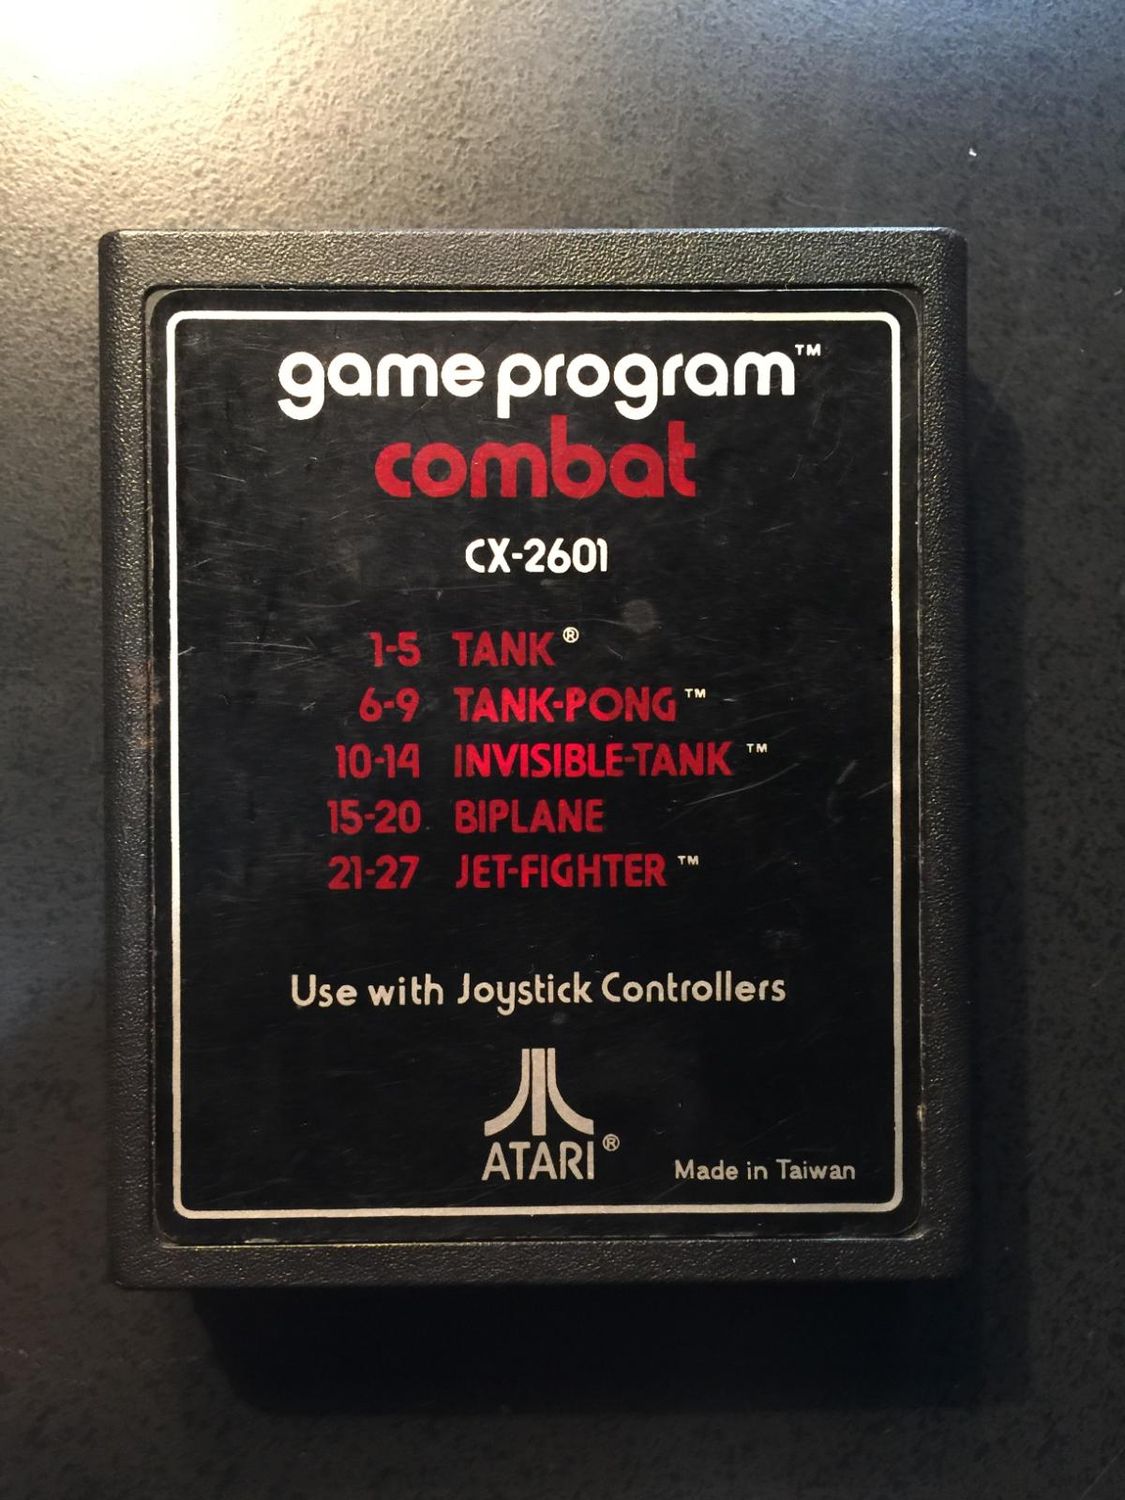 game program™
combat
CX-2601
1-5 TANK®
6-9 TANK-PONG™
10-14 INVISIBLE-TANK™
15-20 BIPLANE
21-27 JET-FIGHTER™
Use with Joystick Controllers
ATARI®
Made in Taiwan